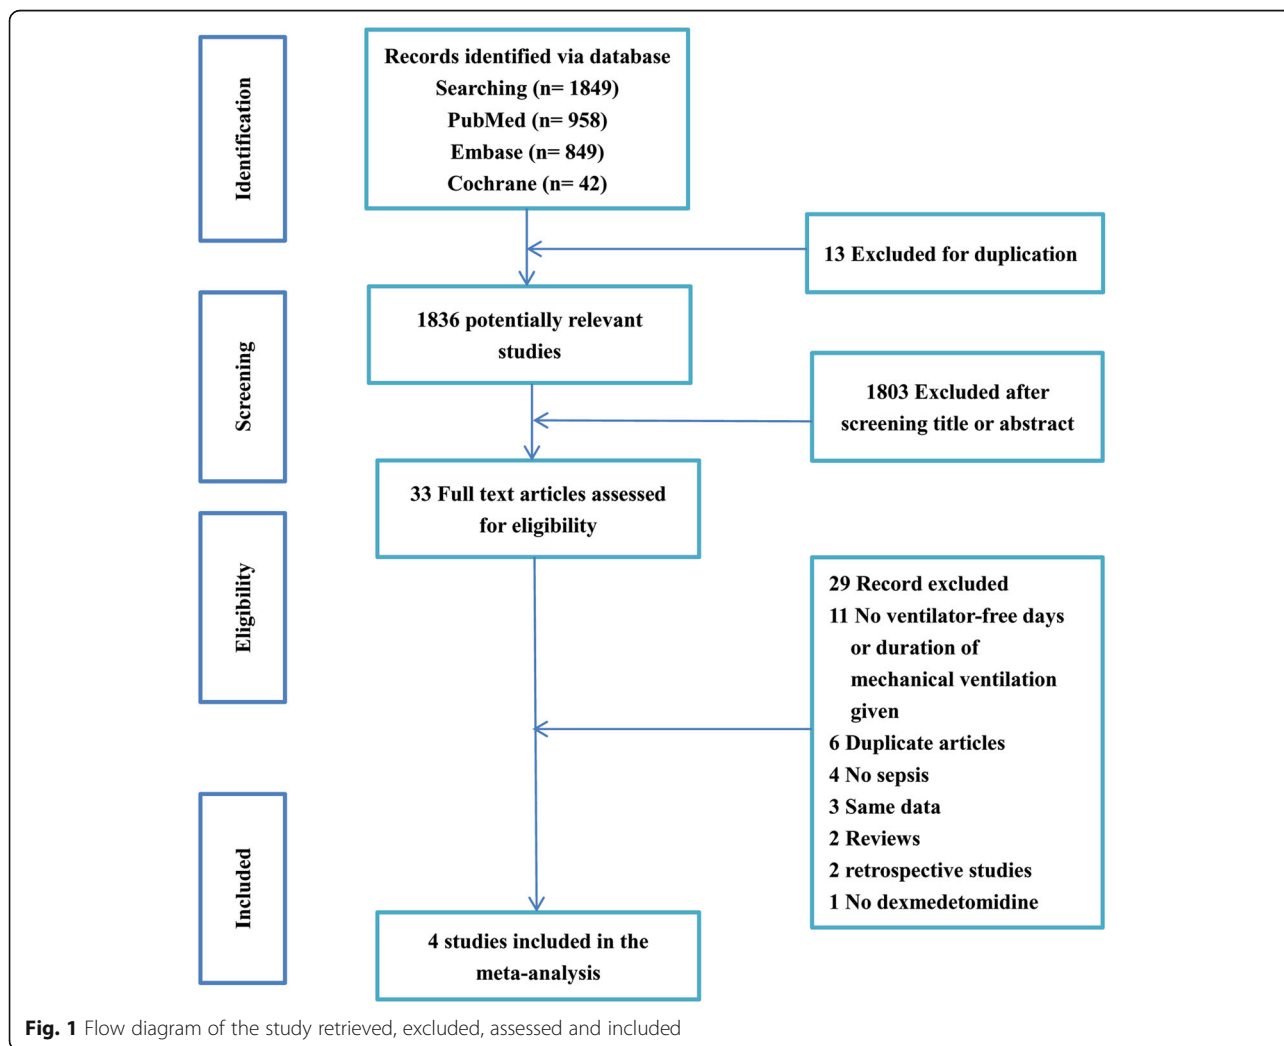 Identification
Records identified via database
Searching (n= 1849)
PubMed (n= 958)
Embase (n= 849)
Cochrane (n= 42)
13 Excluded for duplication
Screening
1836 potentially relevant
studies
1803 Excluded after
screening title or abstract
33 Full text articles assessed
for eligibility
Eligibility
29 Record excluded
11 No ventilator-free days
or duration of
mechanical ventilation
given
6 Duplicate articles
4 No sepsis
3 Same data
2 Reviews
2 retrospective studies
1 No dexmedetomidine
Included
4 studies included in the
meta-analysis
Fig. 1 Flow diagram of the study retrieved, excluded, assessed and included